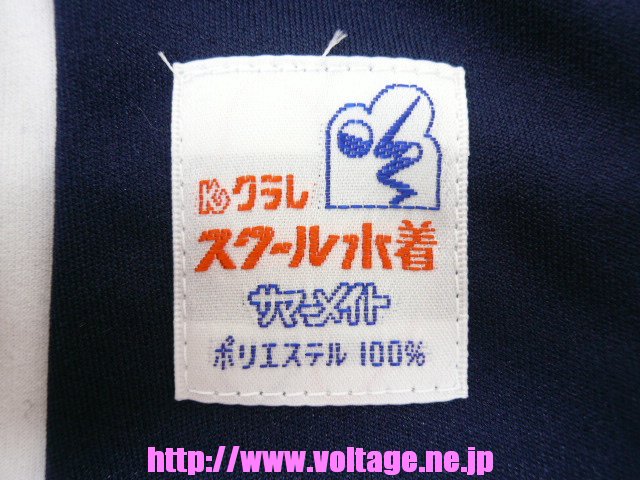 Ks クラレ
スクール水着
サマーメイト
ポリエステル 100%
http://www.voltage.ne.jp